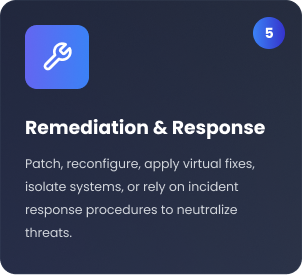 5
Remediation & Response
Patch, reconfigure, apply virtual fixes,
isolate systems, or rely on incident
response procedures to neutralize
threats.